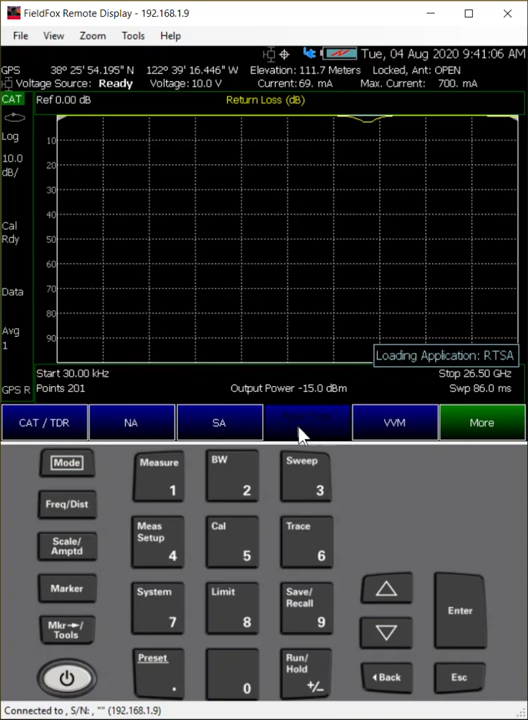 FieldFox Remote Display - 192.168.1.9
File View Zoom Tools Help
Tue, 04 Aug 2020 9:41:06 AM
GPS 38° 25' 54.195" N 122° 39' 16.446" W Elevation: 111.7 Meters Locked, Ant: OPEN
Voltage Source: Ready Voltage: 10.0 V Current: 69. mA Max. Current: 700. mA
CAT Ref 0.00 dB Return Loss (dB)
Log
10.0
dB/
Cal
Rdy
Data
Avg
1
GPS R
10
20
30
40
50
60
70
80
90
Loading Application: RTSA
Start 30.00 kHz Stop 26.50 GHz
Points 201 Output Power -15.0 dBm Swp 86.0 ms
CAT / TDR NA SA VVM More
Mode Measure 1 BW 2 Sweep 3
Freq/Dist
Scale/
Amptd
Meas
Setup 4 Cal 5 Trace 6
Marker System 7 Limit 8 Save/
Recall 9 Enter
Mkr→/
Tools
Preset . 0 Run/
Hold +/- Back Esc
Connected to , S/N: , "" (192.168.1.9)